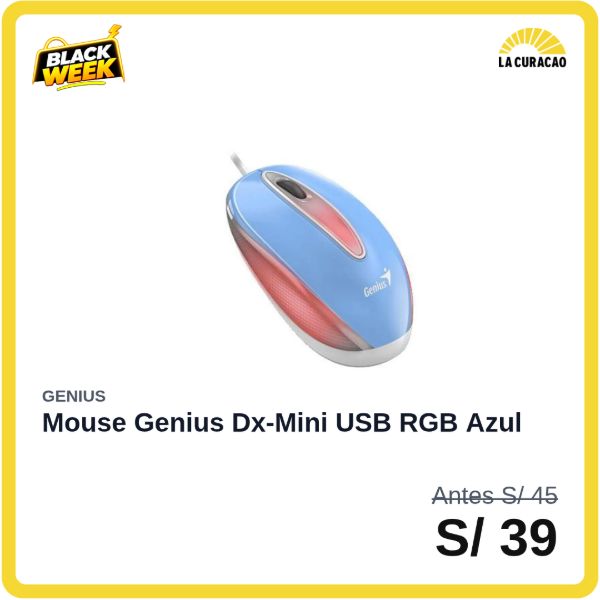 BLACK
WEEK
LA CURACAO
Genius
GENIUS
Mouse Genius Dx-Mini USB RGB Azul
Antes S/ 45
S/ 39